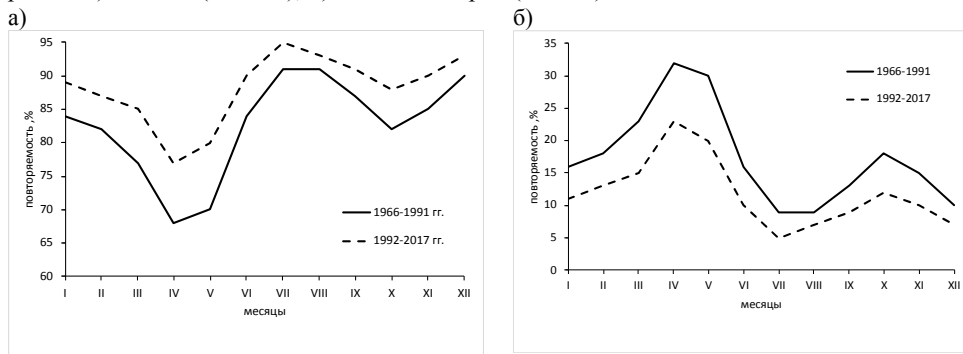 а)
б)
95
90
85
80
75
70
65
60
повторяемость ,%
1966-1991 гг.
1992-2017 гг.
I II III IV V VI VII VIII IX X XI XII
месяцы
35
30
25
20
15
10
5
0
повторяемость ,%
1966-1991
1992-2017
I II III IV V VI VII VIII IX X XI XII
месяцы